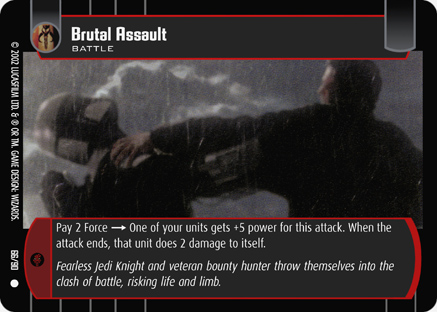 Brutal Assault
BATTLE
Pay 2 Force → One of your units gets +5 power for this attack. When the
attack ends, that unit does 2 damage to itself.
Fearless Jedi Knight and veteran bounty hunter throw themselves into the
clash of battle, risking life and limb.
© 2002 LUCASFILM LTD. & ® OR TM. GAME DESIGN: WIZARDS.